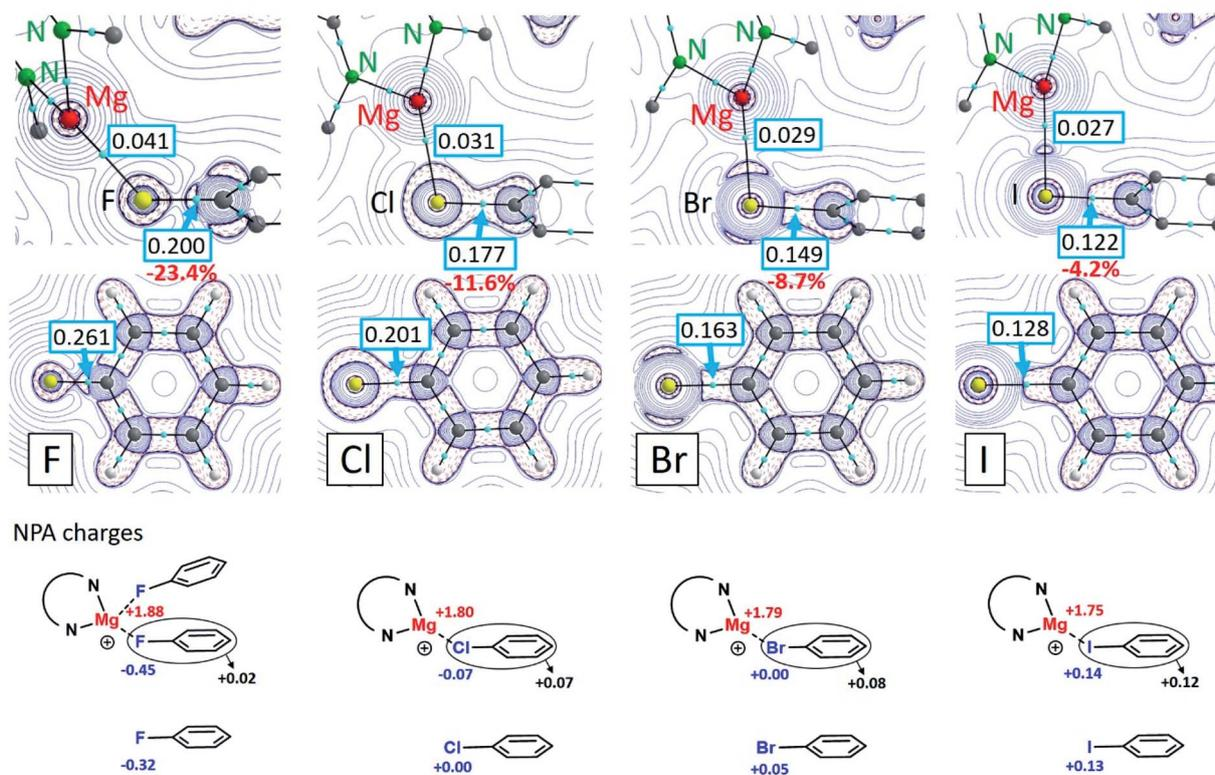 N N N N N N N N
Mg Mg Mg Mg
0.041 0.031 0.029 0.027
F Cl Br I
0.200 0.177 0.149 0.122
-23.4% -11.6% -8.7% -4.2%
0.261 0.201 0.163 0.128
F Cl Br I
NPA charges
F
N N N N
Mg +1.88 Mg +1.80 Mg +1.79 Mg +1.75
N ⊕ F N ⊕ Cl N ⊕ Br N ⊕ I
-0.45 -0.07 +0.00 +0.14
+0.02 +0.07 +0.08 +0.12
F Cl Br I
-0.32 +0.00 +0.05 +0.13